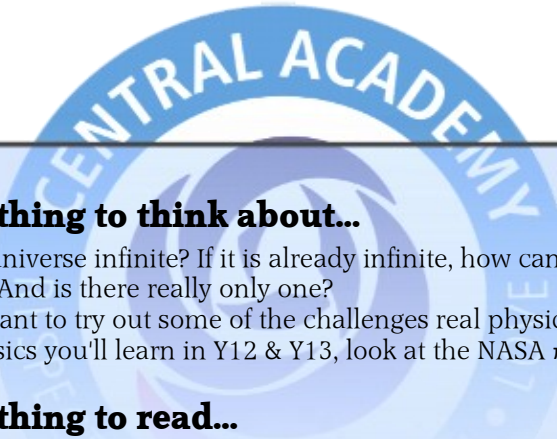 CENTRAL ACADEMY
thing to think about...
niverse infinite? If it is already infinite, how can
And is there really only one?
ant to try out some of the challenges real physic
sics you'll learn in Y12 & Y13, look at the NASA
thing to read...